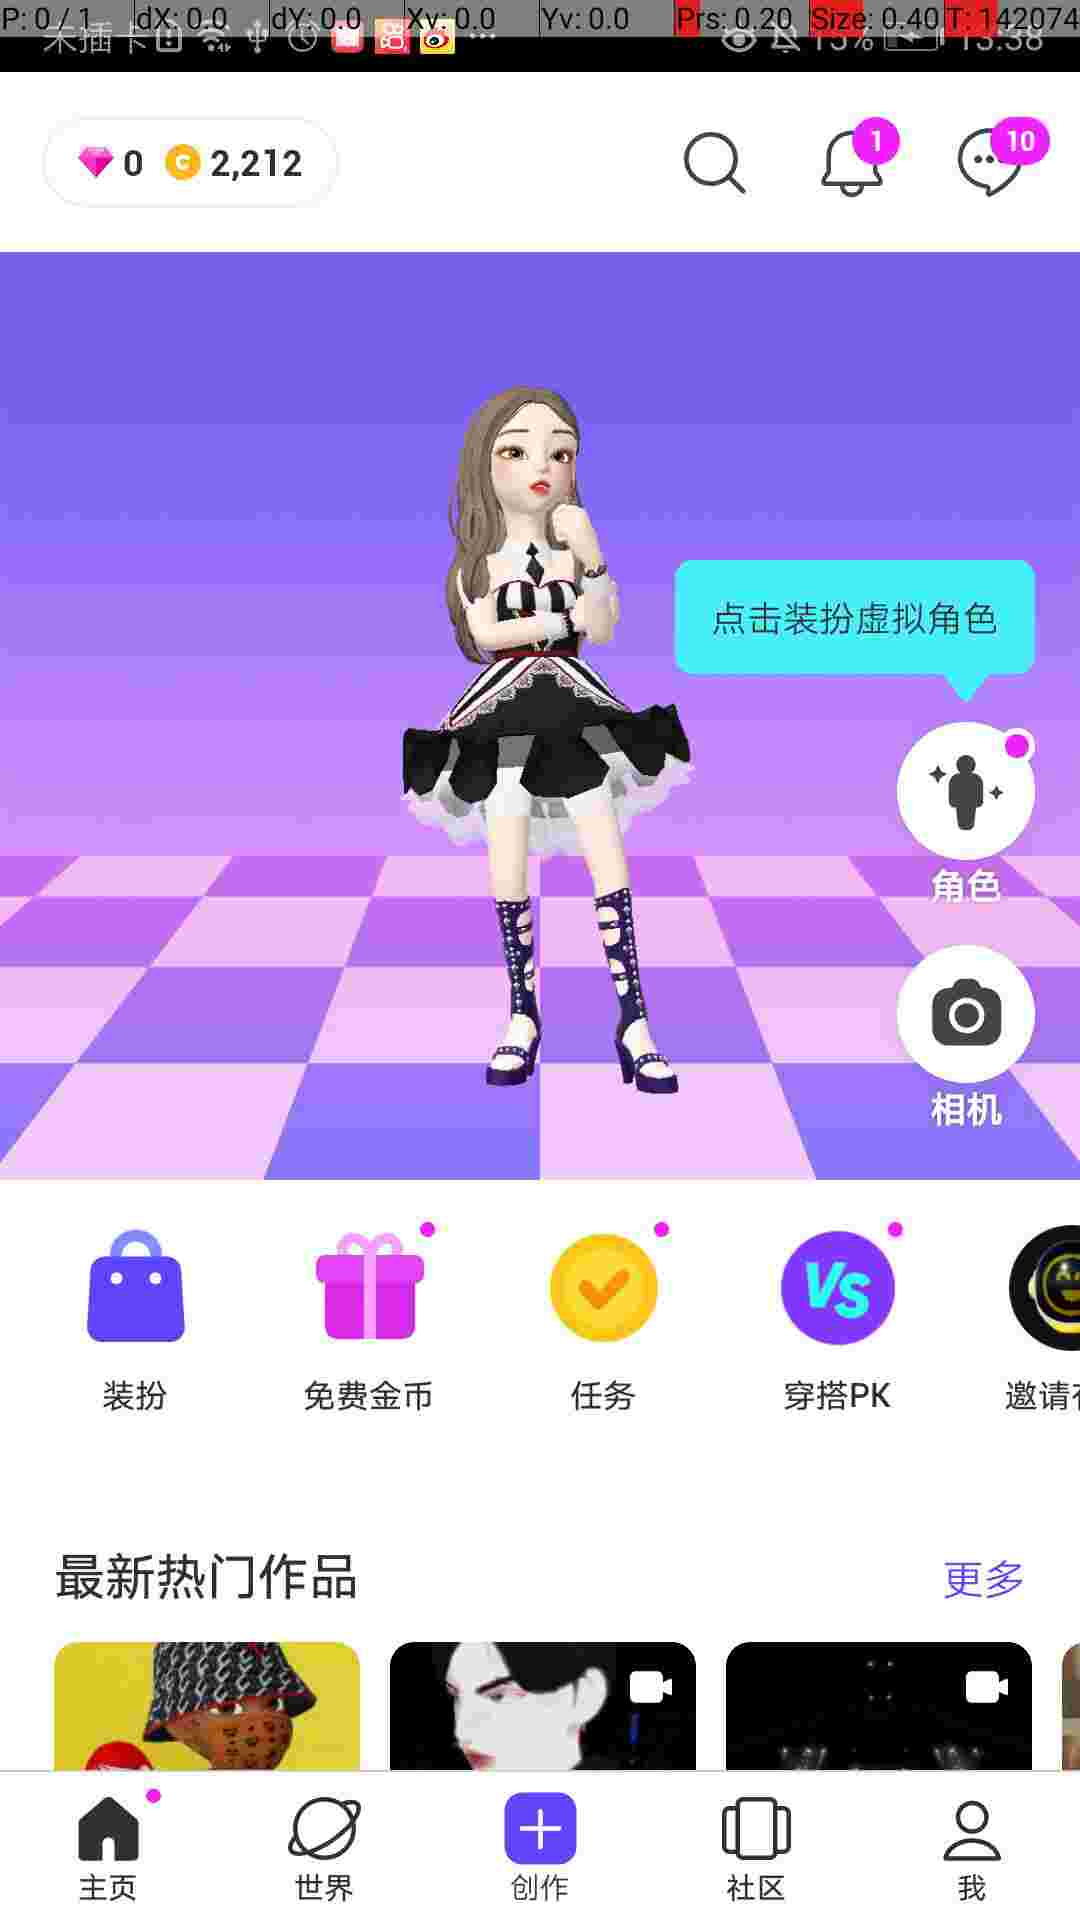 P: 0 / 1 dX: 0.0 dY: 0.0 Xv: 0.0 Yv: 0.0 Prs: 0.20 Size: 0.40 T: 142074
未插卡 15% 15:38
0 2,212 1 10
点击装扮虚拟角色
角色
相机
VS
装扮 免费金币 任务 穿搭PK 邀请
最新热门作品 更多
主页 世界 创作 社区 我